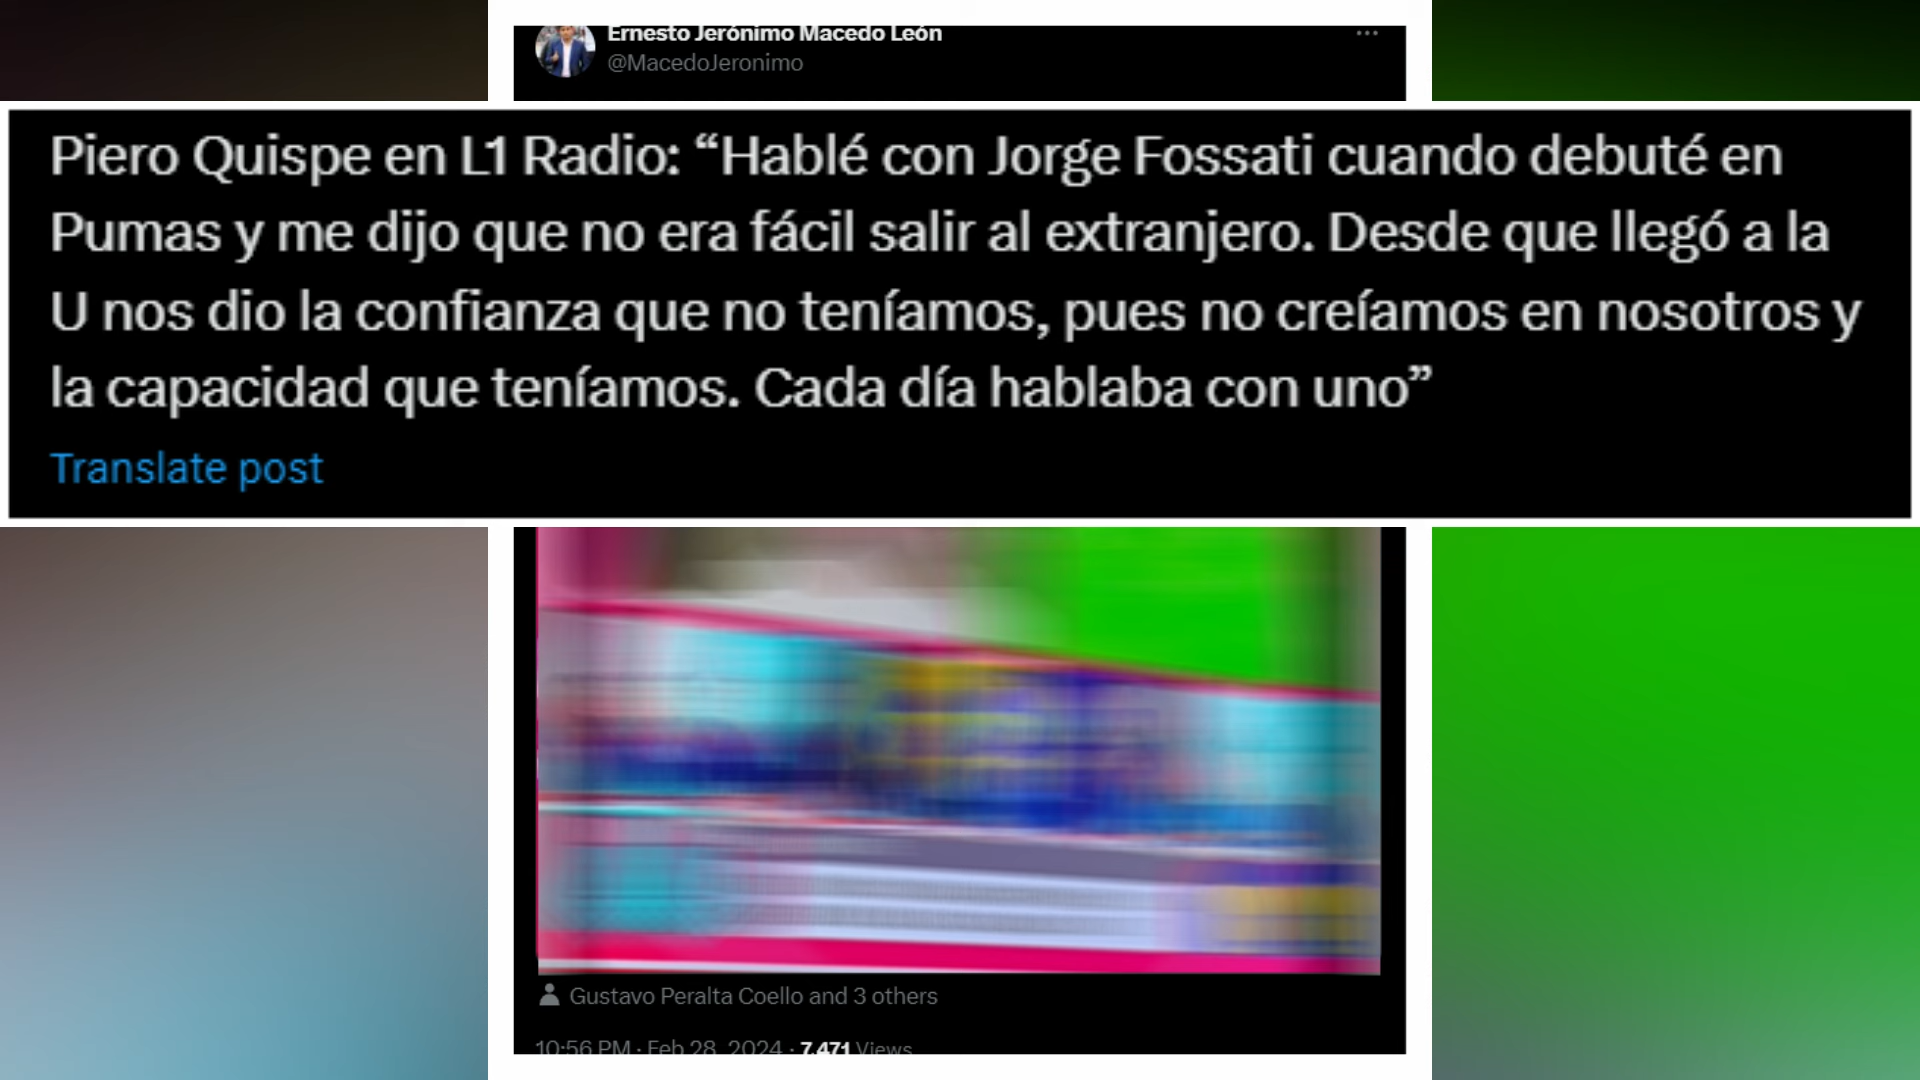 Ernesto Jerónimo Macedo León
@MacedoJeronimo
Piero Quispe en L1 Radio: “Hablé con Jorge Fossati cuando debuté en
Pumas y me dijo que no era fácil salir al extranjero. Desde que llegó a la
U nos dio la confianza que no teníamos, pues no creíamos en nosotros y
la capacidad que teníamos. Cada día hablaba con uno”
Translate post
Gustavo Peralta Coello and 3 others
10:56 PM · Feb 28, 2024 · 7,471 Views